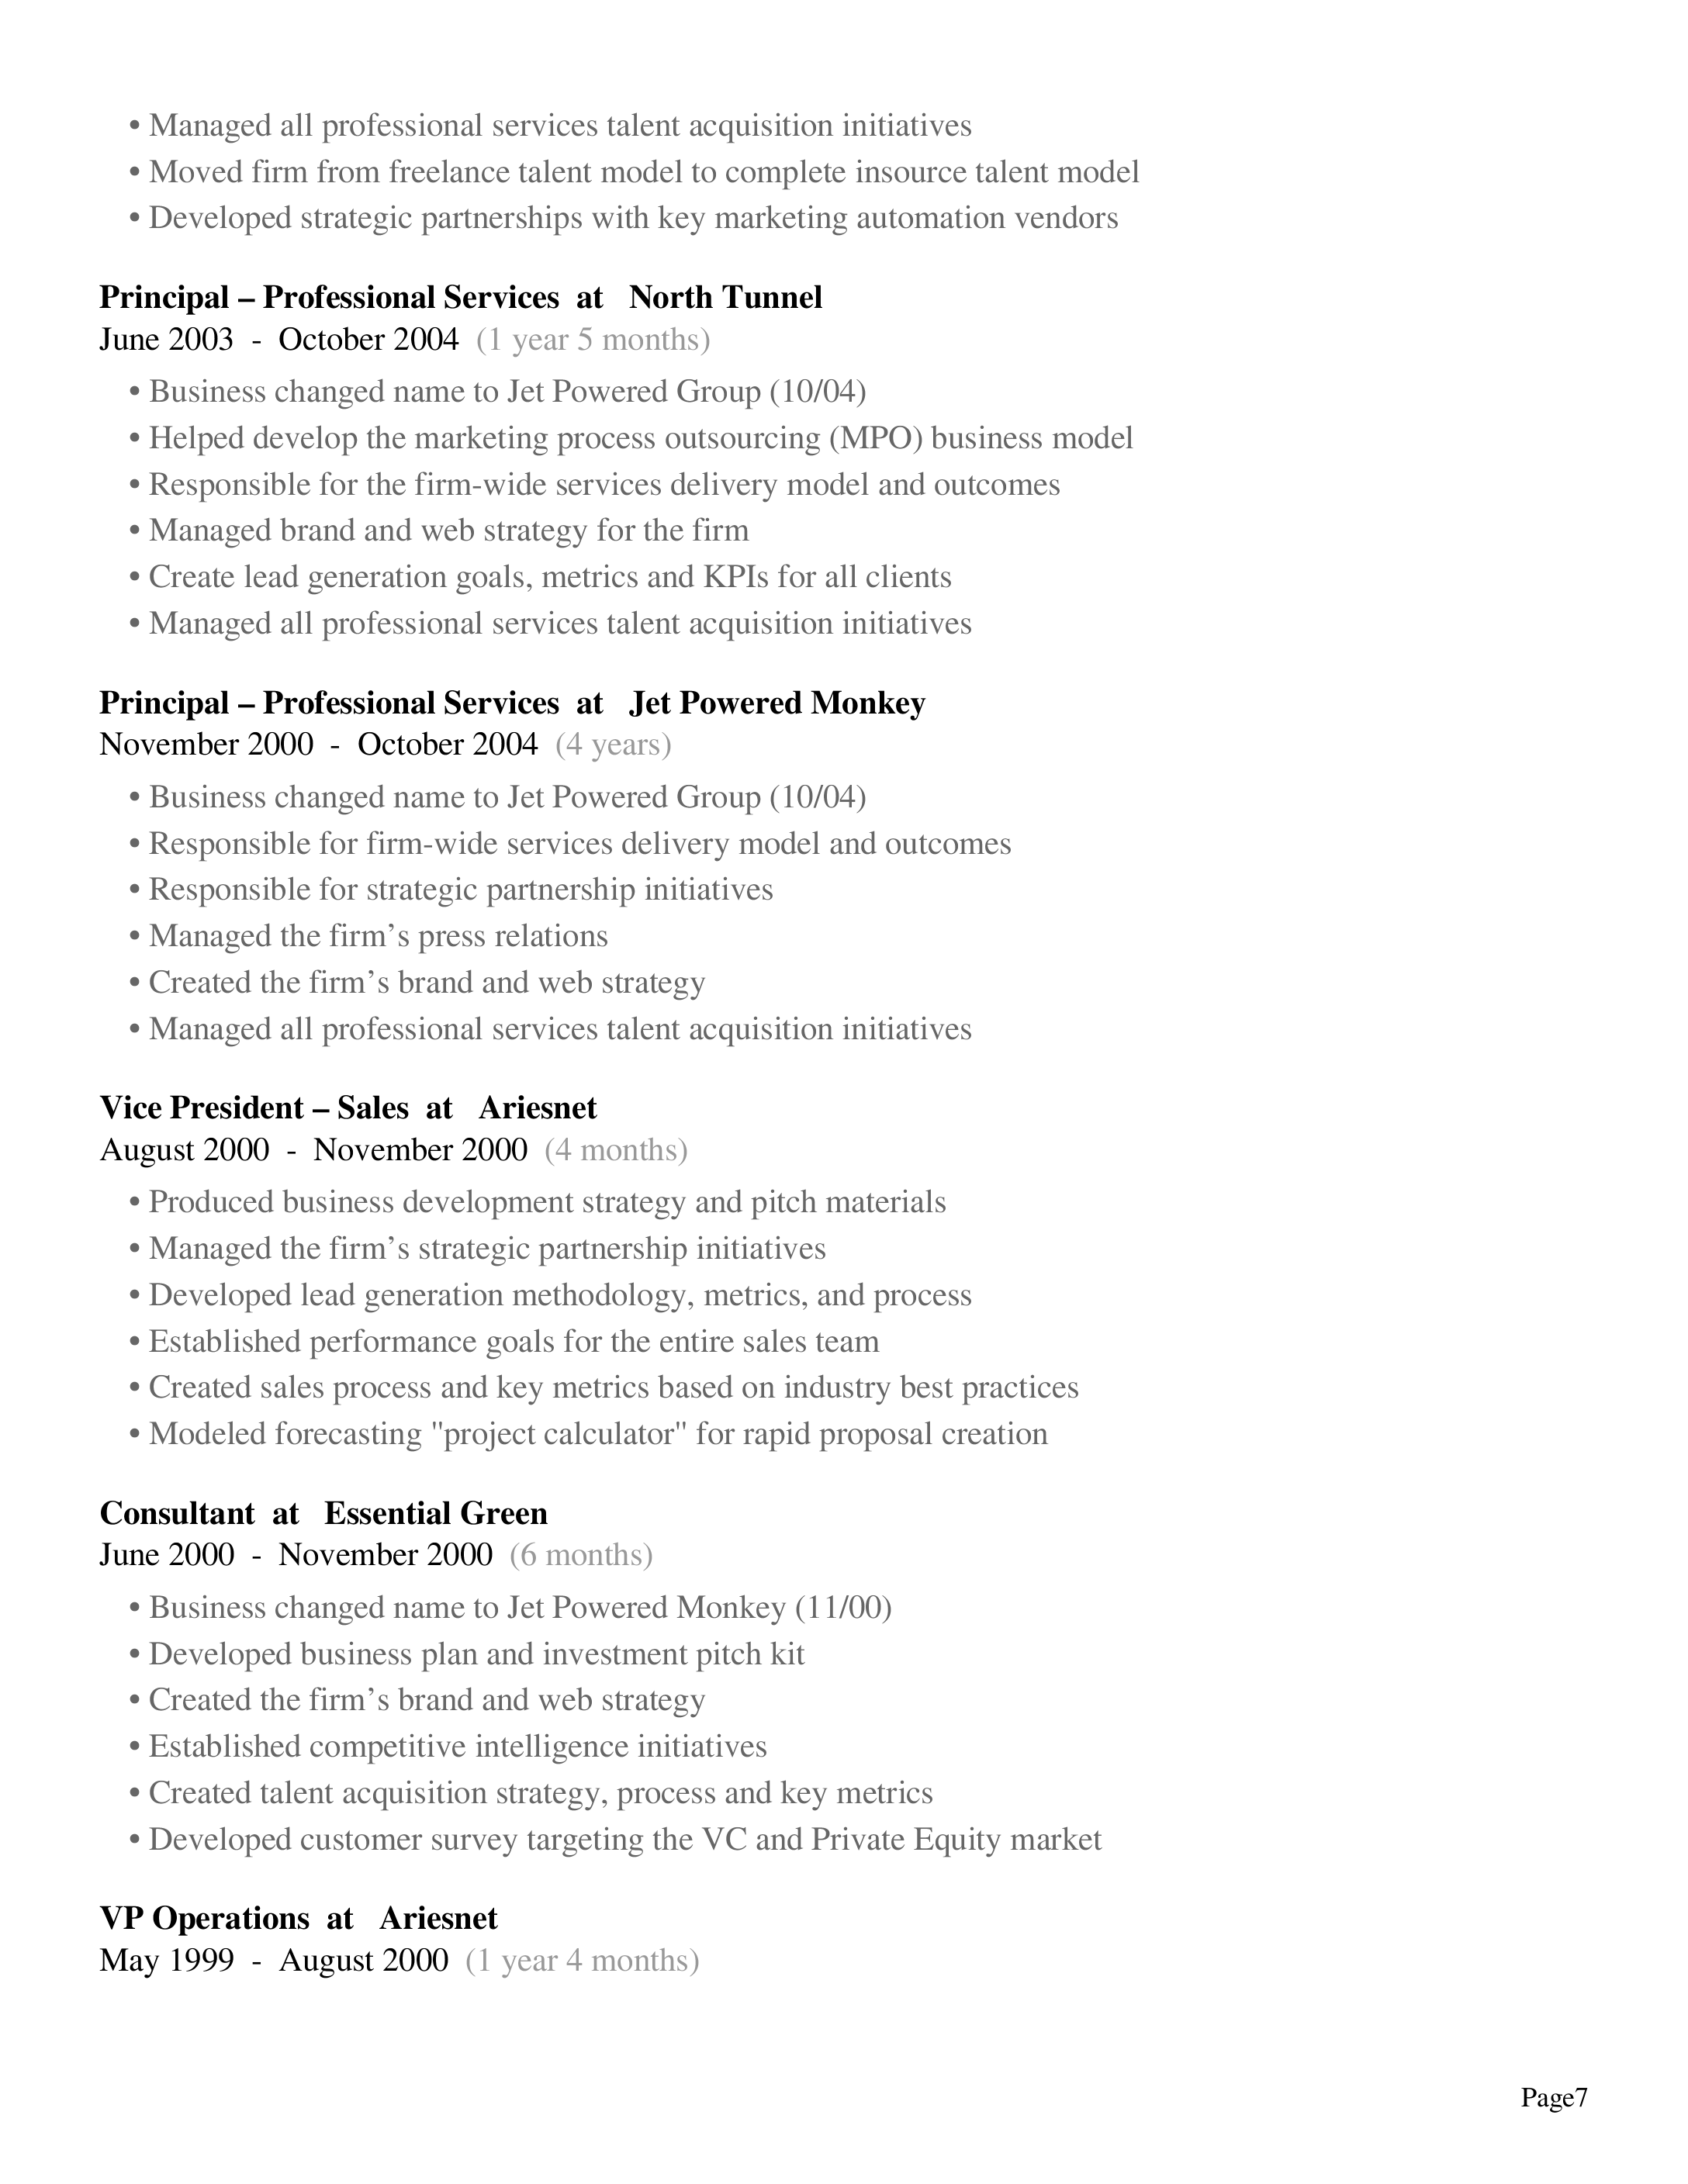 • Managed all professional services talent acquisition initiatives
• Moved firm from freelance talent model to complete insource talent model
• Developed strategic partnerships with key marketing automation vendors
Principal – Professional Services at North Tunnel
June 2003 - October 2004 (1 year 5 months)
• Business changed name to Jet Powered Group (10/04)
• Helped develop the marketing process outsourcing (MPO) business model
• Responsible for the firm-wide services delivery model and outcomes
• Managed brand and web strategy for the firm
• Create lead generation goals, metrics and KPIs for all clients
• Managed all professional services talent acquisition initiatives
Principal – Professional Services at Jet Powered Monkey
November 2000 - October 2004 (4 years)
• Business changed name to Jet Powered Group (10/04)
• Responsible for firm-wide services delivery model and outcomes
• Responsible for strategic partnership initiatives
• Managed the firm’s press relations
• Created the firm’s brand and web strategy
• Managed all professional services talent acquisition initiatives
Vice President – Sales at Ariesnet
August 2000 - November 2000 (4 months)
• Produced business development strategy and pitch materials
• Managed the firm’s strategic partnership initiatives
• Developed lead generation methodology, metrics, and process
• Established performance goals for the entire sales team
• Created sales process and key metrics based on industry best practices
• Modeled forecasting "project calculator" for rapid proposal creation
Consultant at Essential Green
June 2000 - November 2000 (6 months)
• Business changed name to Jet Powered Monkey (11/00)
• Developed business plan and investment pitch kit
• Created the firm’s brand and web strategy
• Established competitive intelligence initiatives
• Created talent acquisition strategy, process and key metrics
• Developed customer survey targeting the VC and Private Equity market
VP Operations at Ariesnet
May 1999 - August 2000 (1 year 4 months)
Page7